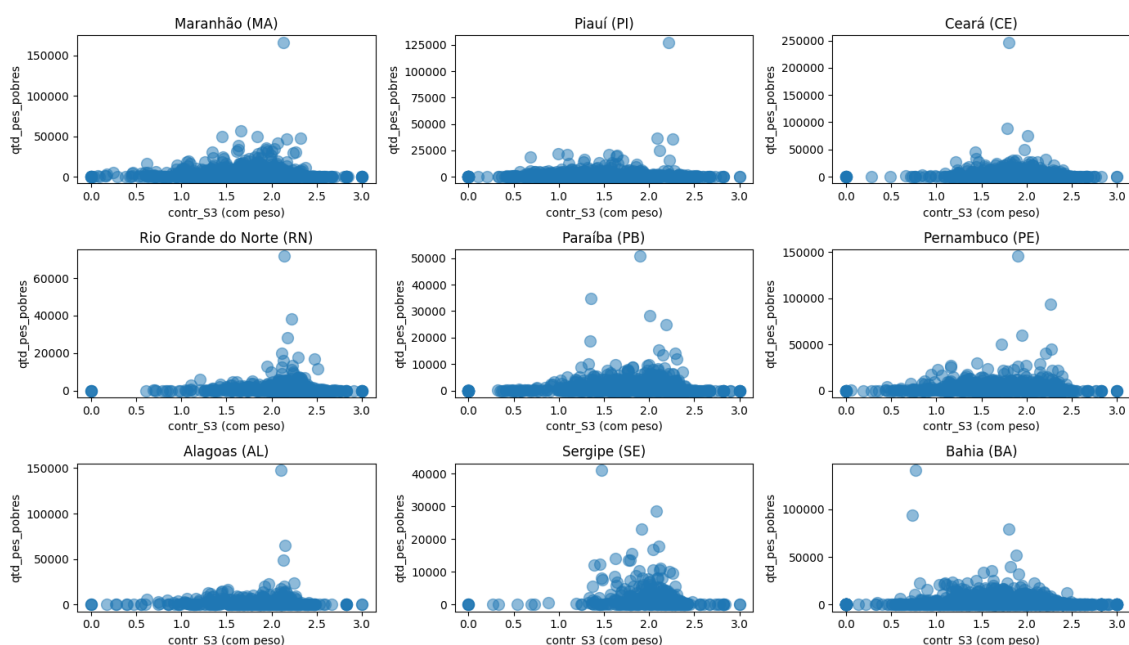 Maranhão (MA)
Piauí (PI)
Ceará (CE)
qtd_pes_pobres
150000
100000
50000
0
0.0 0.5 1.0 1.5 2.0 2.5 3.0
contr_S3 (com peso)
qtd_pes_pobres
125000
100000
75000
50000
25000
0
0.0 0.5 1.0 1.5 2.0 2.5 3.0
contr_S3 (com peso)
qtd_pes_pobres
250000
200000
150000
100000
50000
0
0.0 0.5 1.0 1.5 2.0 2.5 3.0
contr_S3 (com peso)
Rio Grande do Norte (RN)
Paraíba (PB)
Pernambuco (PE)
qtd_pes_pobres
60000
40000
20000
0
0.0 0.5 1.0 1.5 2.0 2.5 3.0
contr_S3 (com peso)
qtd_pes_pobres
50000
40000
30000
20000
10000
0
0.0 0.5 1.0 1.5 2.0 2.5 3.0
contr_S3 (com peso)
qtd_pes_pobres
150000
100000
50000
0
0.0 0.5 1.0 1.5 2.0 2.5 3.0
contr_S3 (com peso)
Alagoas (AL)
Sergipe (SE)
Bahia (BA)
qtd_pes_pobres
150000
100000
50000
0
0.0 0.5 1.0 1.5 2.0 2.5 3.0
contr_S3 (com peso)
qtd_pes_pobres
40000
30000
20000
10000
0
0.0 0.5 1.0 1.5 2.0 2.5 3.0
contr_S3 (com peso)
qtd_pes_pobres
100000
50000
0
0.0 0.5 1.0 1.5 2.0 2.5 3.0
contr_S3 (com peso)